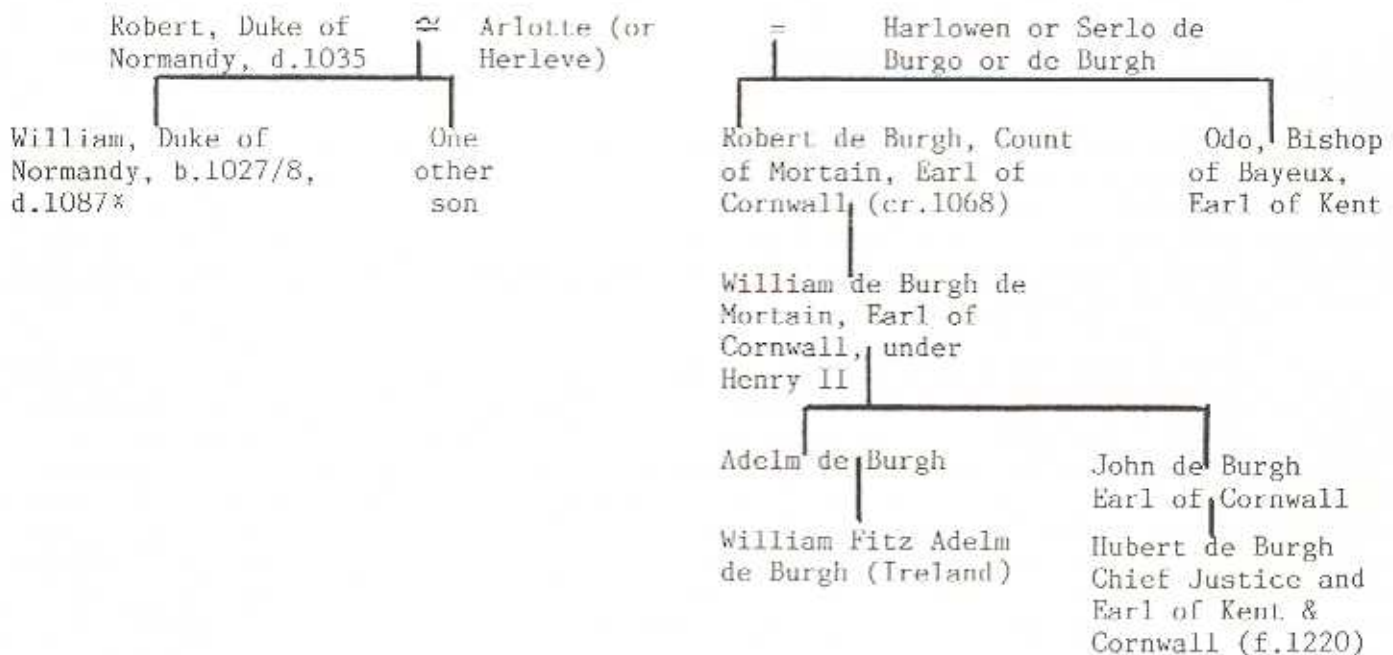 Robert, Duke of
Normandy, d.1035
≃
Arlotte (or
Herleve)
=
Harlowen or Serlo de
Burgo or de Burgh
William, Duke of
Normandy, b.1027/8,
d.1087*
One
other
son
Robert de Burgh, Count
of Mortain, Earl of
Cornwall (cr.1068)
Odo, Bishop
of Bayeux,
Earl of Kent
William de Burgh de
Mortain, Earl of
Cornwall, under
Henry II
Adelm de Burgh
John de Burgh
Earl of Cornwall
William Fitz Adelm
de Burgh (Ireland)
Hubert de Burgh
Chief Justice and
Earl of Kent &
Cornwall (f.1220)